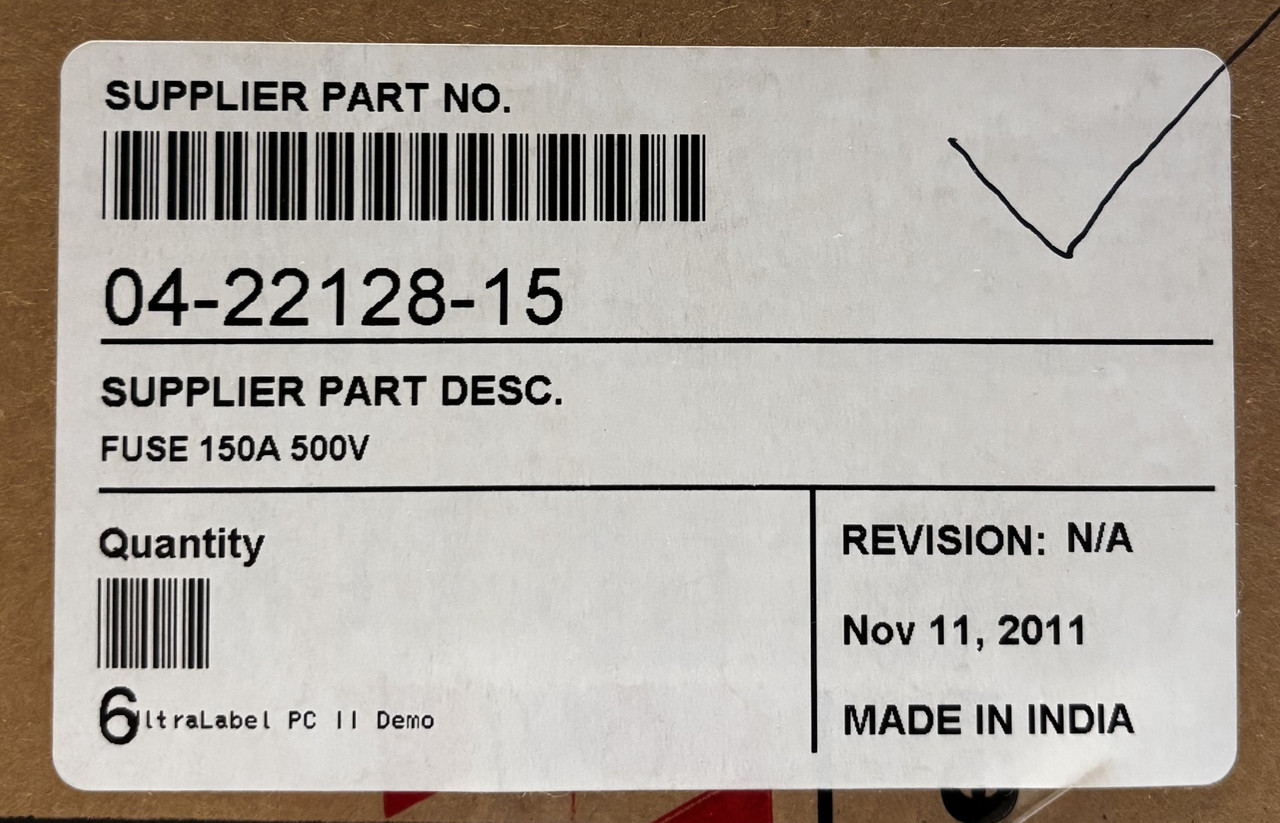 SUPPLIER PART NO.
04-22128-15
SUPPLIER PART DESC.
FUSE 150A 500V
Quantity
6
ltraLabel PC II Demo
REVISION: N/A
Nov 11, 2011
MADE IN INDIA